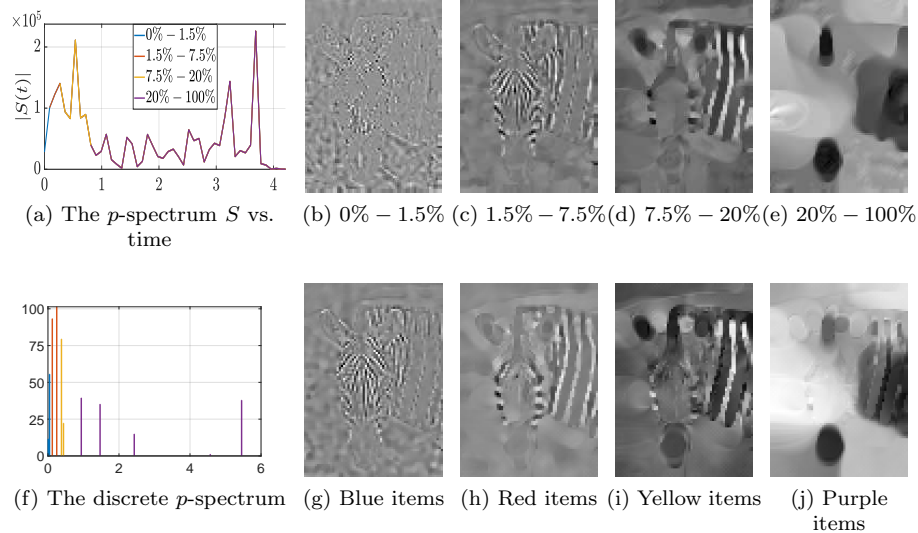 ×10⁵
2
1
0
|S(t)|
0%−1.5%
1.5%−7.5%
7.5%−20%
20%−100%
0 1 2 3 4
(a) The p-spectrum S vs. time
(b) 0% − 1.5%
(c) 1.5% − 7.5%
(d) 7.5% − 20%
(e) 20% − 100%
100
75
50
25
0
0 2 4 6
(f) The discrete p-spectrum
(g) Blue items
(h) Red items
(i) Yellow items
(j) Purple
items